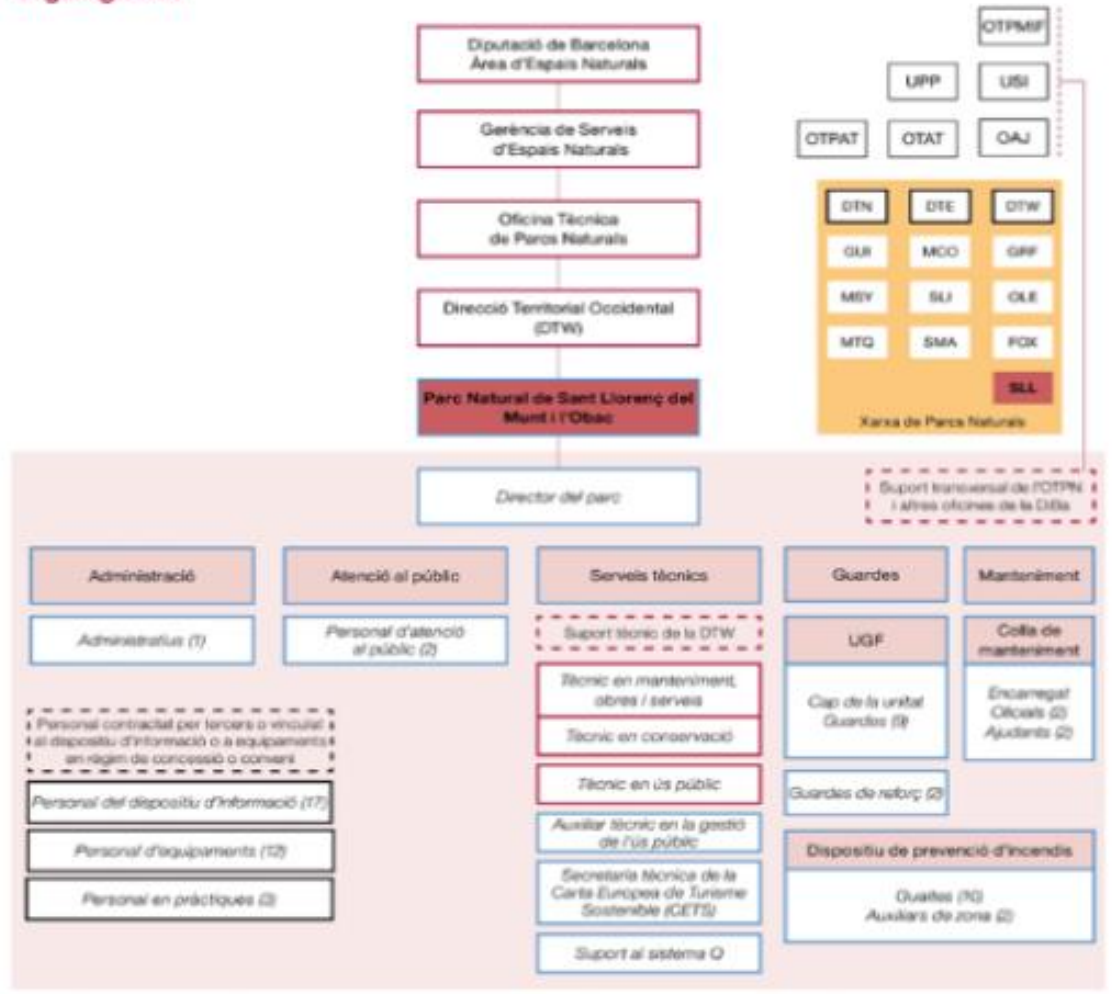 Diputació de Barcelona
Àrea d'Espais Naturals
Gerència de Serveis
d'Espais Naturals
Oficina Tècnica
de Parcs Naturals
Direcció Territorial Occidental
(DTW)
Parc Natural de Sant Llorenç del
Munt i l'Obac
Director del parc
OTPMIF
UPP
USI
OTPAT
OTAT
OAJ
DTN
DTE
DTW
GUI
MCO
GRF
MSY
SLI
OLE
MTQ
SMA
FOX
SLL
Xarxa de Parcs Naturals
Suport transversal de l'OTPN
i altres oficines de la DiBa
Administració
Administratius (1)
Personal contractat per tercers o vinculat
al dispositiu d'informació o a equipaments
en règim de concessió o conveni
Personal del dispositiu d'informació (17)
Personal d'equipaments (12)
Personal en pràctiques
Atenció al públic
Personal d'atenció
al públic (2)
Serveis tècnics
Suport tècnic de la DTW
Tècnic en manteniment,
obres i serveis
Tècnic en conservació
Tècnic en ús públic
Auxiliar tècnic en la gestió
de l'ús públic
Secretaria tècnica de la
Carta Europea de Turisme
Sostenible (CETS)
Suport al sistema Q
Guardes
UGF
Cap de la unitat
Guardes (9)
Guardes de reforç (2)
Manteniment
Colla de
manteniment
Encarregat
Oficials (2)
Ajudants (2)
Dispositiu de prevenció d'incendis
Guaites (10)
Auxiliars de zona (2)